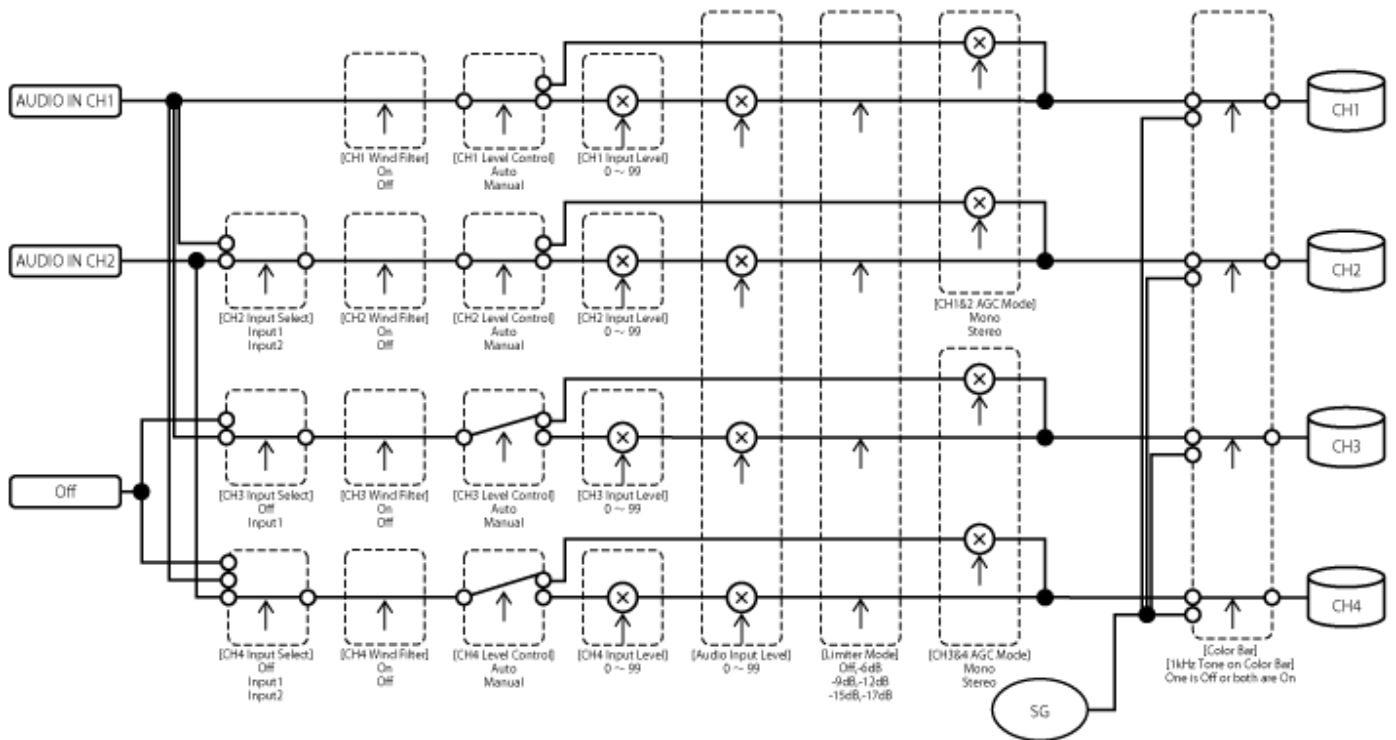 AUDIO IN CH1
[CH1 Wind Filter]
On
Off
[CH1 Level Control]
Auto
Manual
[CH1 Input Level]
0 ~ 99
CH1
AUDIO IN CH2
[CH2 Input Select]
Input1
Input2
[CH2 Wind Filter]
On
Off
[CH2 Level Control]
Auto
Manual
[CH2 Input Level]
0 ~ 99
[CH1&2 AGC Mode]
Mono
Stereo
CH2
Off
[CH3 Input Select]
Off
Input1
[CH3 Wind Filter]
On
Off
[CH3 Level Control]
Auto
Manual
[CH3 Input Level]
0 ~ 99
CH3
[CH4 Input Select]
Off
Input1
Input2
[CH4 Wind Filter]
On
Off
[CH4 Level Control]
Auto
Manual
[CH4 Input Level]
0 ~ 99
[Audio Input Level]
0 ~ 99
[Limiter Mode]
Off,-6dB
-9dB,-12dB
-15dB,-17dB
[CH3&4 AGC Mode]
Mono
Stereo
CH4
[Color Bar]
[1kHz Tone on Color Bar]
One is Off or both are On
SG